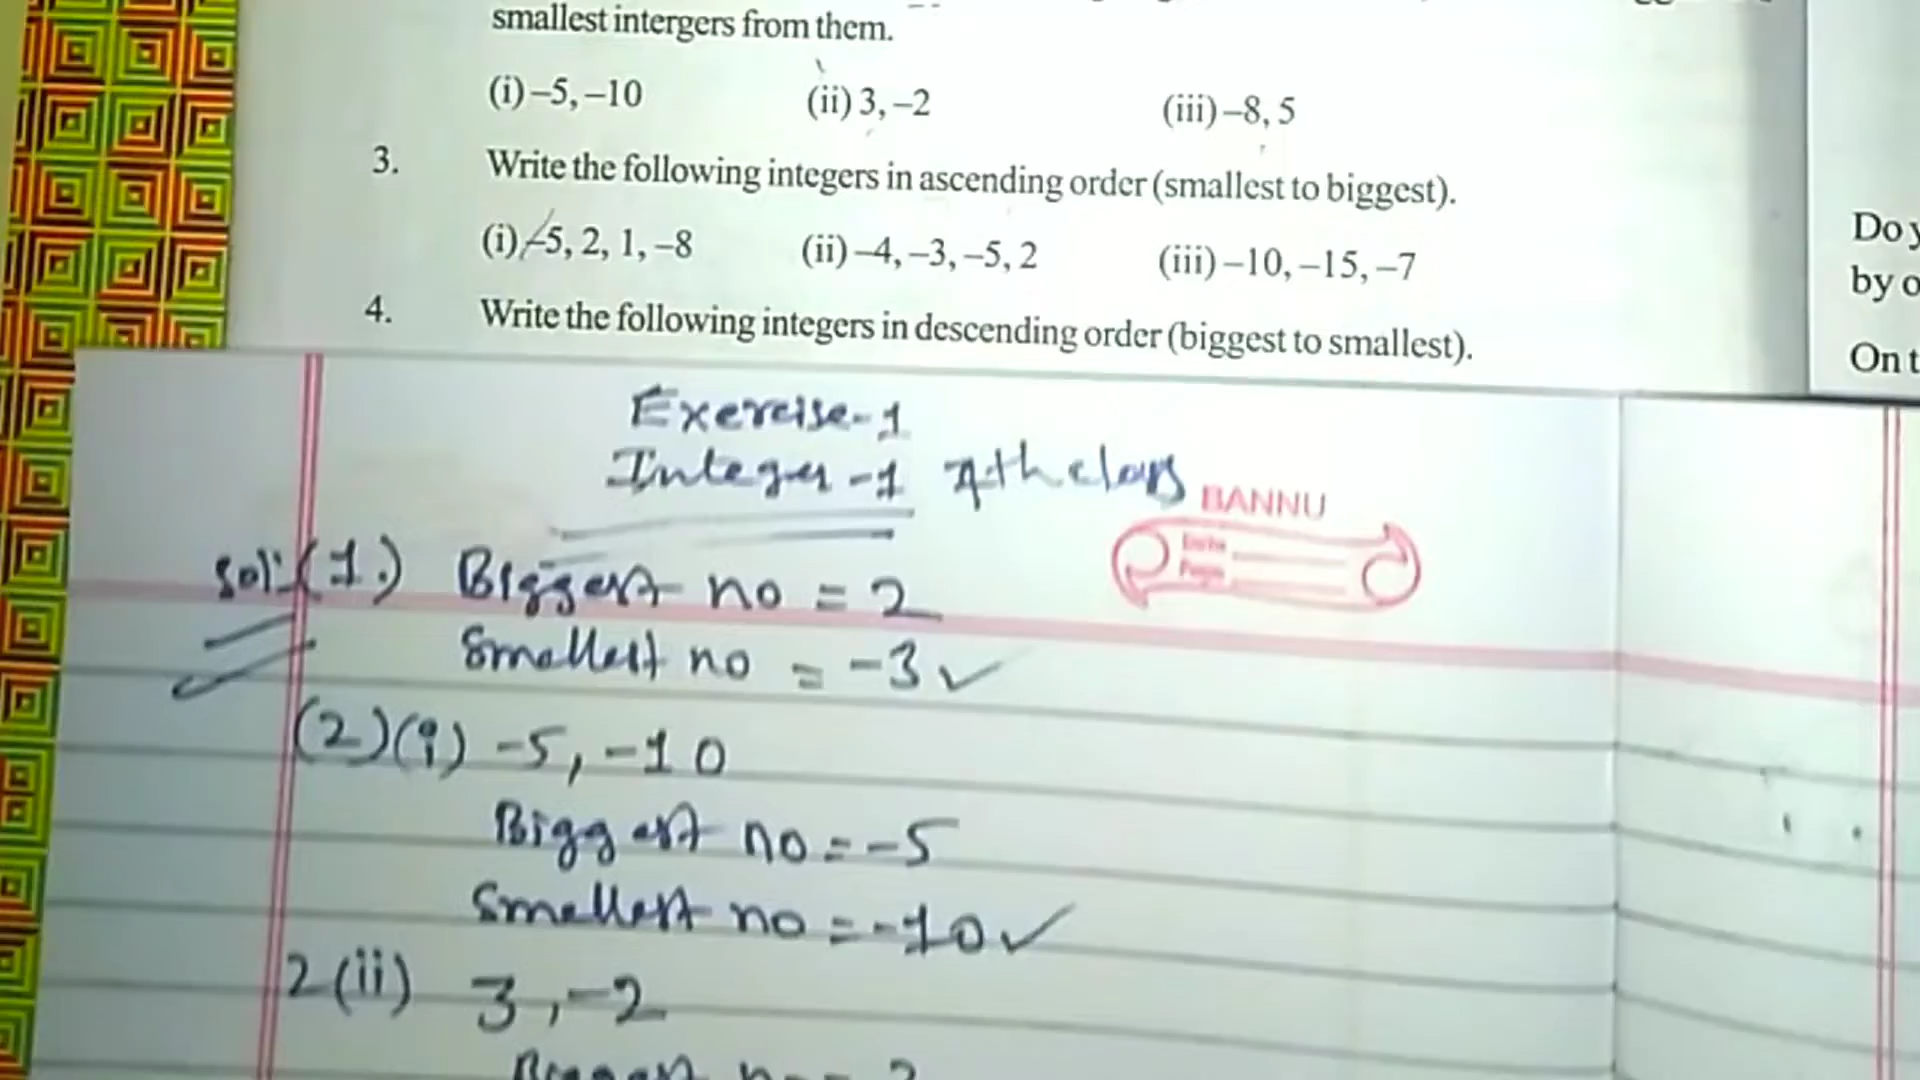 smallest intergers from them.
(i) –5, –10 (ii) 3, –2 (iii) –8, 5
3. Write the following integers in ascending order (smallest to biggest).
(i) –5, 2, 1, –8 (ii) –4, –3, –5, 2 (iii) –10, –15, –7
4. Write the following integers in descending order (biggest to smallest).
Do y
by o
On t
Exercise-1
Integer -1 7th class
BANNU
Date
Page
Sol:(1.) Biggest no = 2
Smallest no = -3 ✓
(2)(i) -5, -10
Biggest no = -5
Smallest no = -10 ✓
2(ii) 3, -2